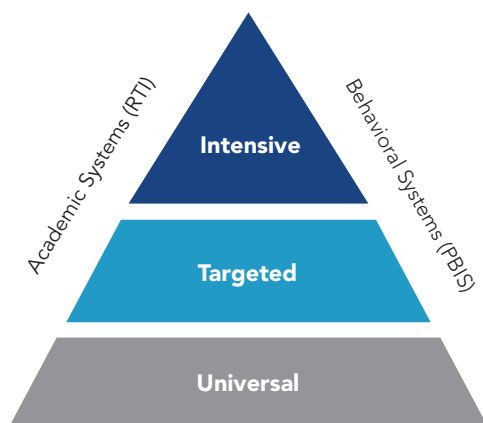 Academic Systems (RTI)
Behavioral Systems (PBIS)
Intensive
Targeted
Universal